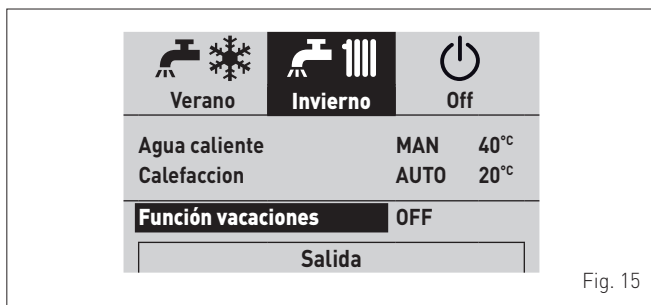 Verano Invierno Off
Agua caliente MAN 40°C
Calefaccion AUTO 20°C
Función vacaciones OFF
Salida
Fig. 15